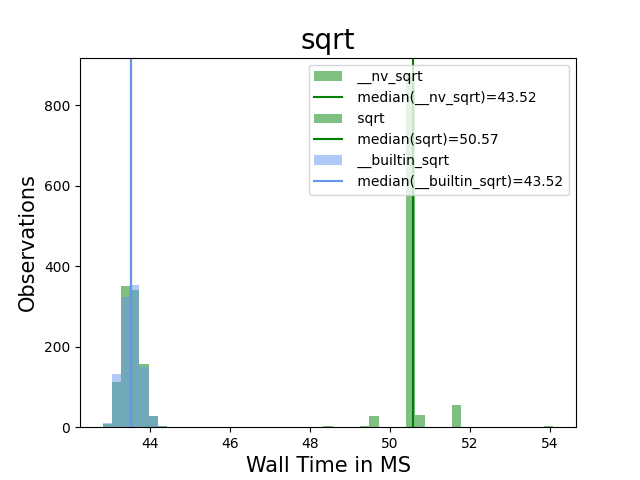 sqrt
__nv_sqrt
median(__nv_sqrt)=43.52
sqrt
median(sqrt)=50.57
__builtin_sqrt
median(__builtin_sqrt)=43.52
Observations
800
600
400
200
0
44 46 48 50 52 54
Wall Time in MS